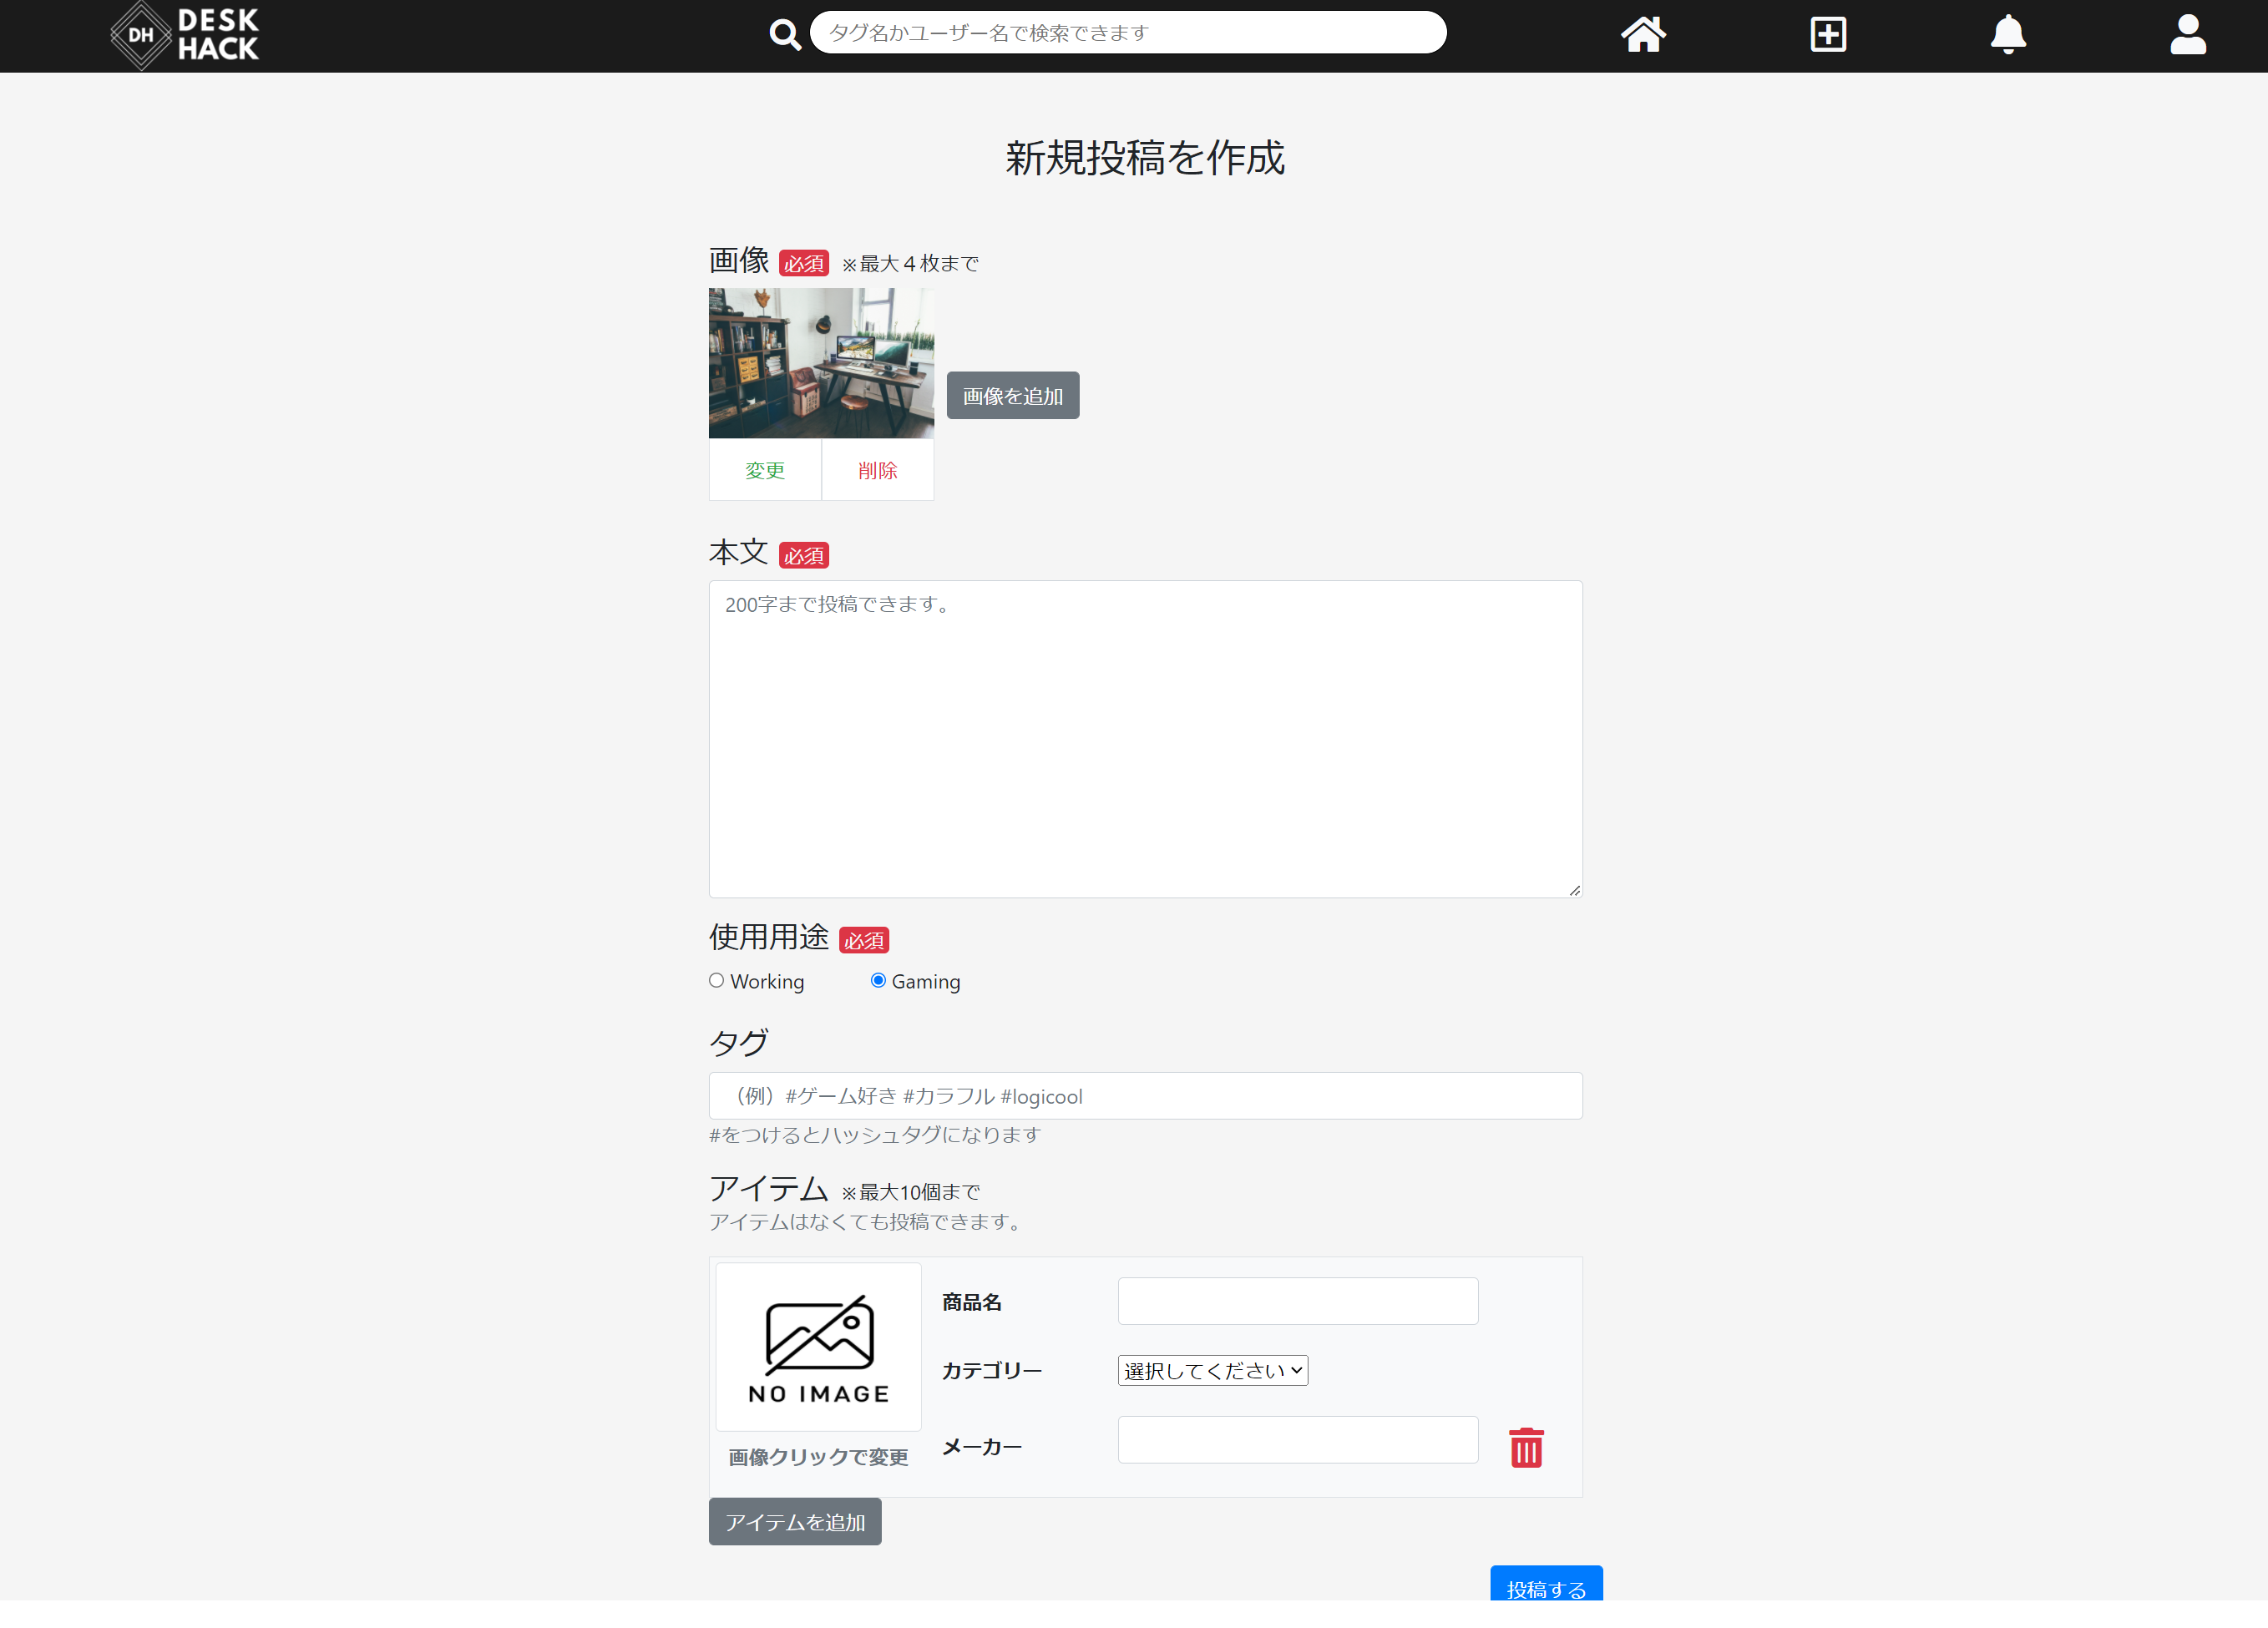 DH DESK
HACK
タグ名かユーザー名で検索できます
新規投稿を作成
画像 必須 ※最大４枚まで
画像を追加
変更 削除
本文 必須
200字まで投稿できます。
使用用途 必須
Working Gaming
タグ
（例）#ゲーム好き #カラフル #logicool
#をつけるとハッシュタグになります
アイテム ※最大10個まで
アイテムはなくても投稿できます。
商品名
カテゴリー 選択してください
NO IMAGE
メーカー
画像クリックで変更
アイテムを追加
投稿する